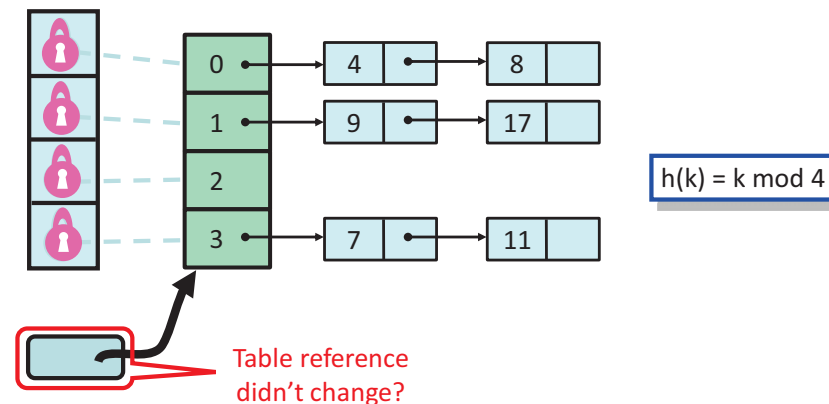 0 4 8
1 9 17
2
3 7 11
h(k) = k mod 4
Table reference
didn't change?